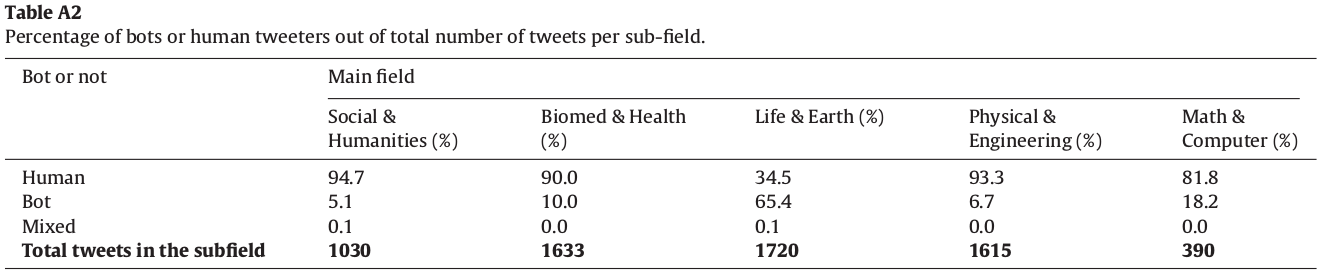 Table A2
Percentage of bots or human tweeters out of total number of tweets per sub-field.
Bot or not Main field
Social & Humanities (%) Biomed & Health (%) Life & Earth (%) Physical & Engineering (%) Math & Computer (%)
Human 94.7 90.0 34.5 93.3 81.8
Bot 5.1 10.0 65.4 6.7 18.2
Mixed 0.1 0.0 0.1 0.0 0.0
Total tweets in the subfield 1030 1633 1720 1615 390